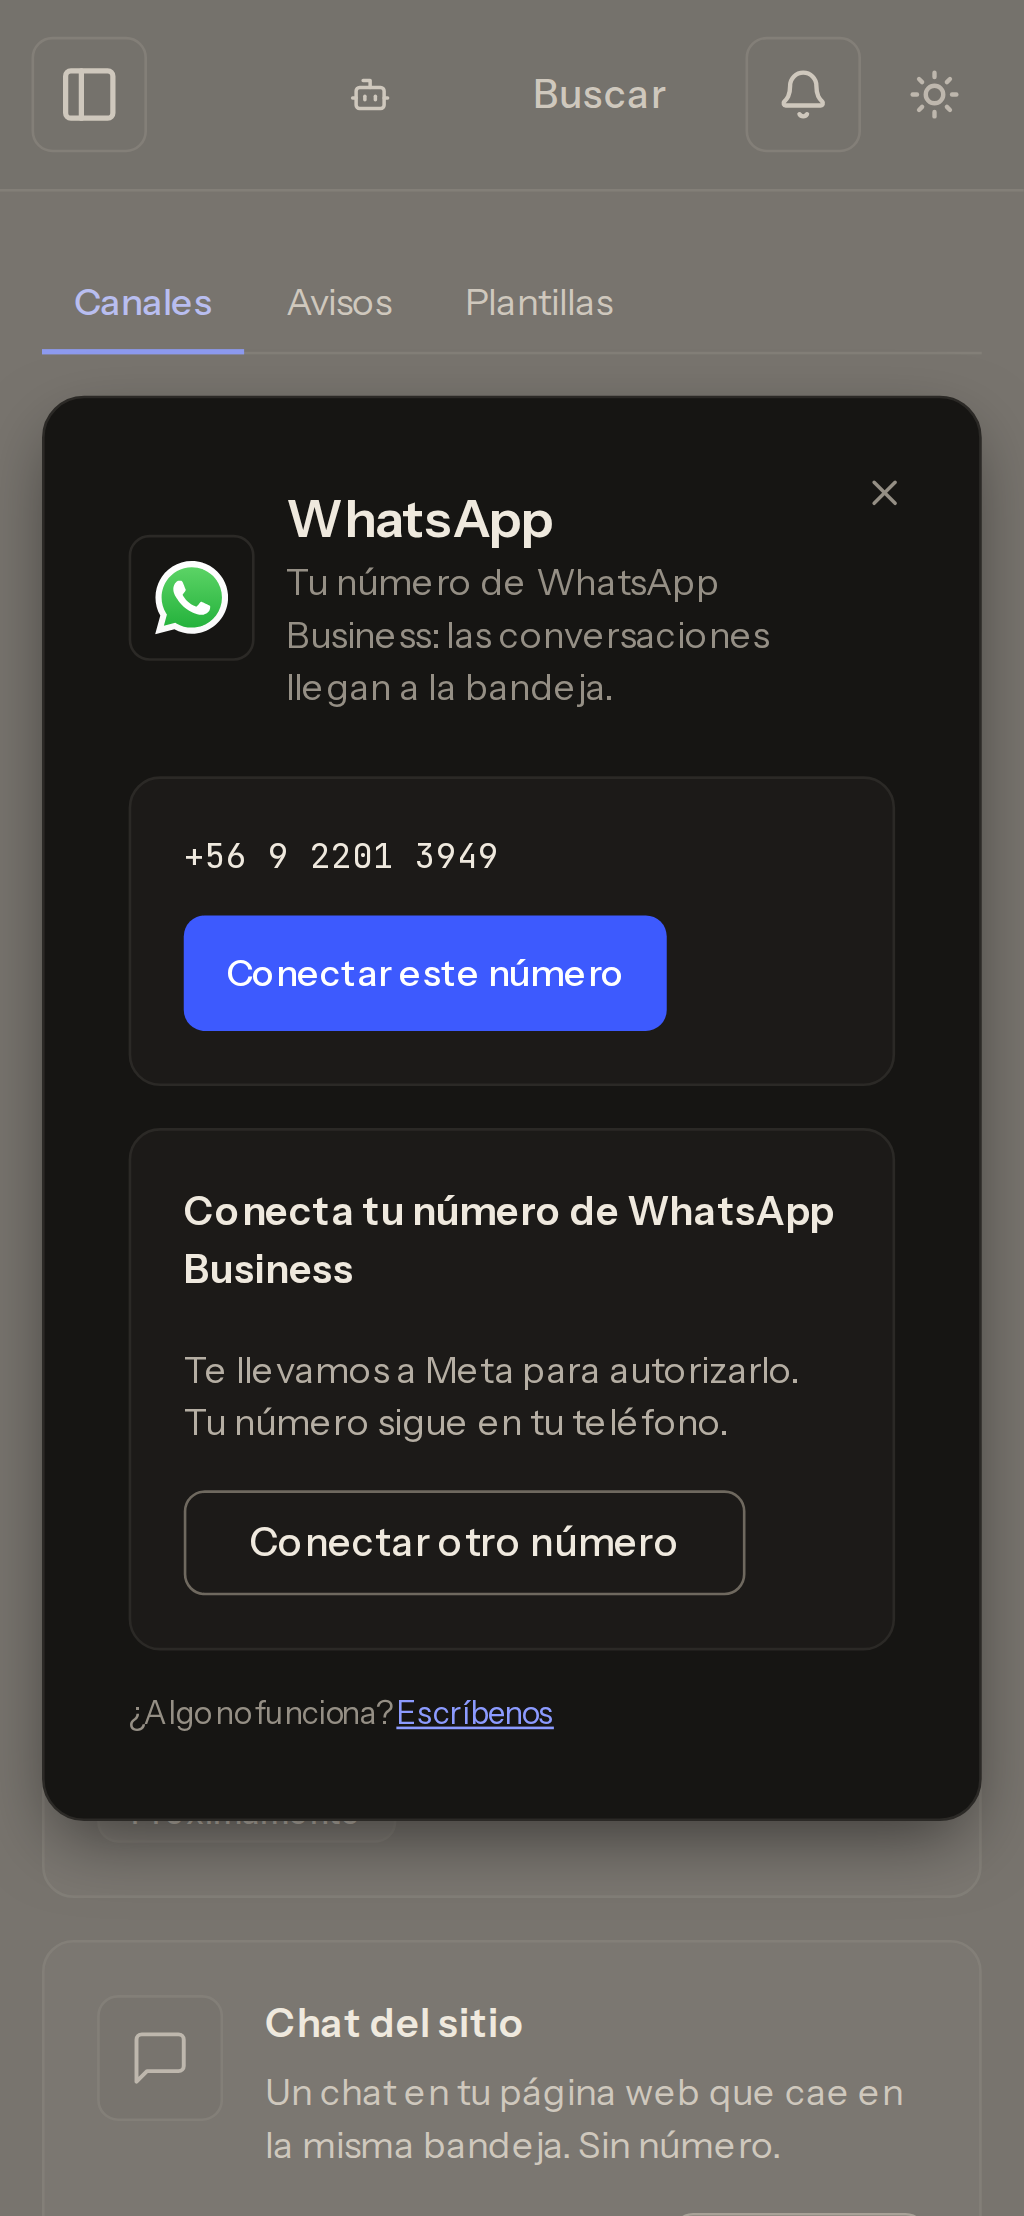 Buscar
Canales
Avisos
Plantillas
WhatsApp
Tu número de WhatsApp
Business: las conversaciones
llegan a la bandeja.
+56 9 2201 3949
Conectar este número
Conecta tu número de WhatsApp
Business
Te llevamos a Meta para autorizarlo.
Tu número sigue en tu teléfono.
Conectar otro número
¿Algo no funciona? Escríbenos
Chat del sitio
Un chat en tu página web que cae en
la misma bandeja. Sin número.